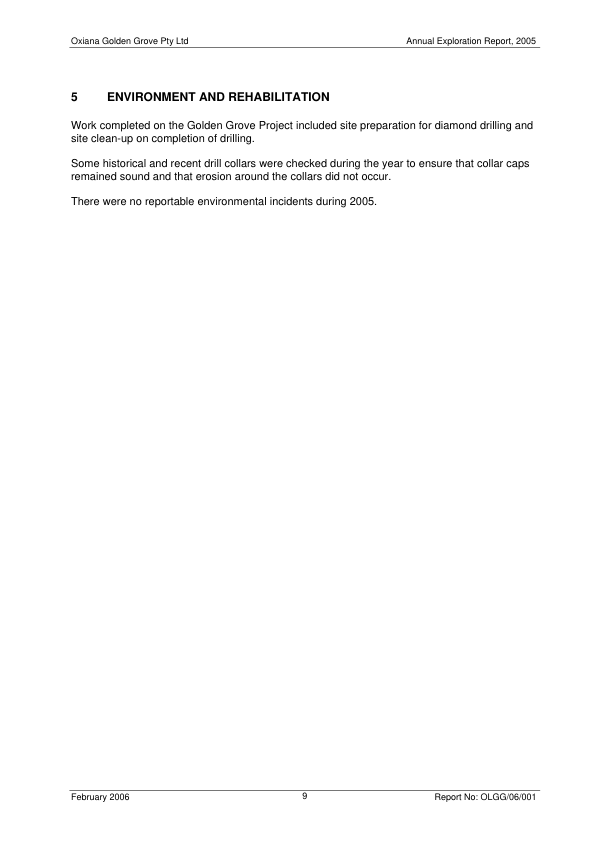 Oxiana Golden Grove Pty Ltd Annual Exploration Report, 2005
5 ENVIRONMENT AND REHABILITATION
Work completed on the Golden Grove Project included site preparation for diamond drilling and
site clean-up on completion of drilling.
Some historical and recent drill collars were checked during the year to ensure that collar caps
remained sound and that erosion around the collars did not occur.
There were no reportable environmental incidents during 2005.
February 2006 9 Report No: OLGG/06/001